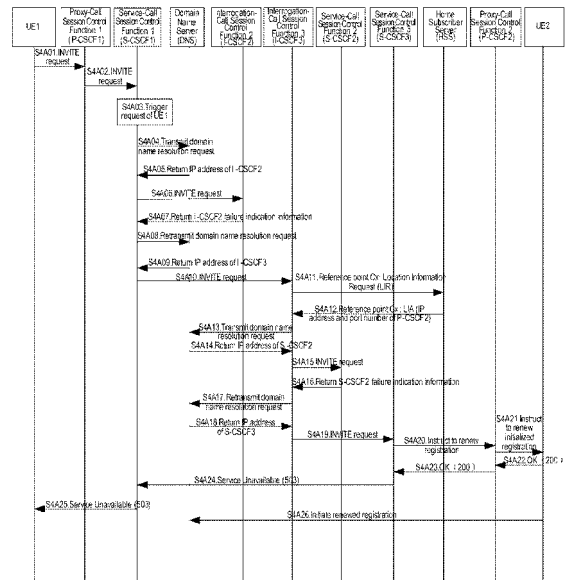 UE1
Proxy-Call
Session Control
Function 1
(P-CSCF1)
Service-Call
Session Control
Function 1
(S-CSCF1)
Domain
Name
Server
(DNS)
Interrogation-
Call Session
Control
Function 2
(I-CSCF2)
Interrogation-
Call Session
Control
Function 3
(I-CSCF3)
Service-Call
Session Control
Function 2
(S-CSCF2)
Service-Call
Session Control
Function 3
(S-CSCF3)
Home
Subscriber
Server
(HSS)
Proxy-Call
Session Control
Function 2
(P-CSCF2)
UE2
S4A01.INVITE
request
S4A02.INVITE
request
S4A03.Trigger
request of UE1
S4A04.Transmit domain
name resolution request
S4A05.Return IP address of I-CSCF2
S4A06.INVITE request
S4A07.Return I-CSCF2 failure indication information
S4A08.Retransmit domain name resolution request
S4A09.Return IP address of I-CSCF3
S4A10.INVITE request
S4A11.Reference point Cx: Location Information
Request (LIR)
S4A12.Reference point Cx: LIA (IP
address and port number of P-CSCF2)
S4A13.Transmit domain name
resolution request
S4A14.Return IP address of S-CSCF2
S4A15.INVITE request
S4A16.Return S-CSCF2 failure indication information
S4A17.Retransmit domain
name resolution request
S4A18.Return IP address
of S-CSCF3
S4A19.INVITE request
S4A20.Instruct to renew
registration
S4A21.Instruct
to renew
initialized
registration
S4A22.OK (200)
S4A23.OK (200)
S4A24.Service Unavailable (503)
S4A25.Service Unavailable (503)
S4A26.Initiate renewed registration